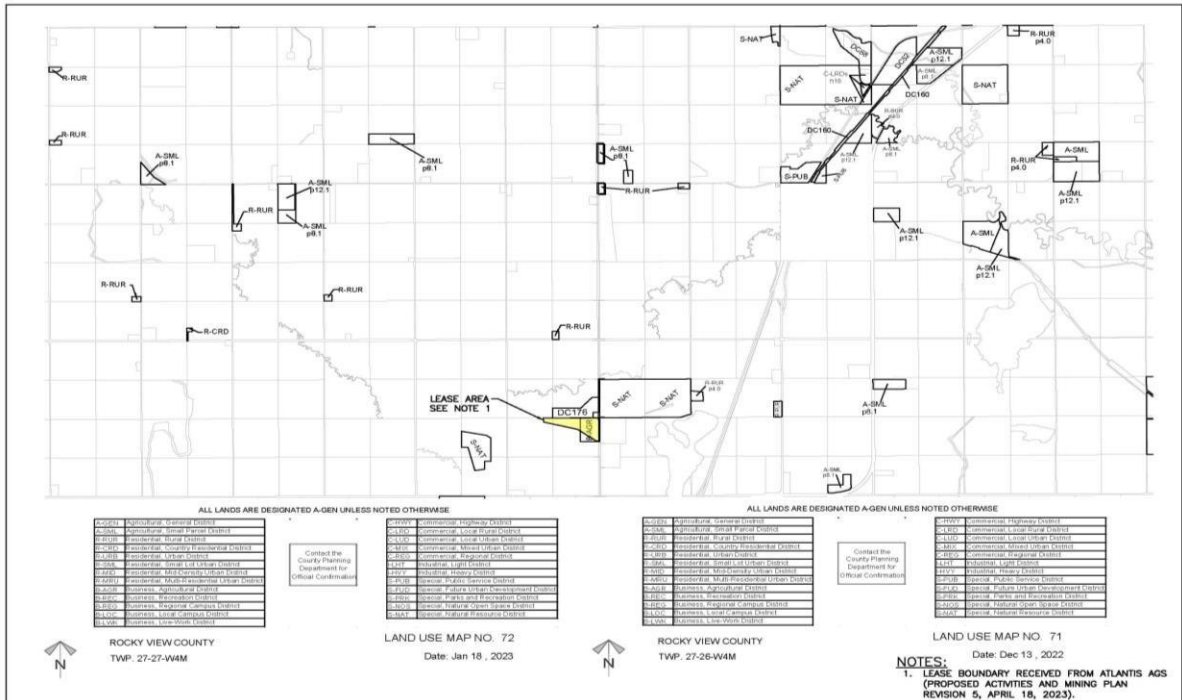 S-NAT
R-RUR
p4.0
DC98
DC92
A-SML
p12.1
R-RUR
C-LRD
S-NAT
S-NAT
A-SML
p8.1
DC160
S-NAT
DC160
R-RUR
A-SML
p8.1
A-SML
p8.1
A-SML
p12.1
A-SML
p8.1
R-RUR
A-SML
p8.1
A-SML
R-RUR
p4.0
S-PUB
A-SML
p12.1
R-RUR
A-SML
p12.1
R-RUR
A-SML
p8.1
A-SML
p12.1
A-SML
A-SML
p12.1
R-RUR
R-RUR
R-CRD
R-RUR
LEASE AREA
SEE NOTE 1
DC176
S-NAT
S-NAT
R-RUR
p4.0
A-SML
p8.1
S-NAT
A-SML
p8.1
ALL LANDS ARE DESIGNATED A-GEN UNLESS NOTED OTHERWISE
A-GEN Agricultural, General District
A-SML Agricultural, Small Parcel District
R-RUR Residential, Rural District
R-CRD Residential, Country Residential District
R-URB Residential, Urban District
R-SML Residential, Small Lot Urban District
R-MID Residential, Mid-Density Urban District
R-MRU Residential, Multi-Residential Urban District
B-AGR Business, Agricultural District
B-REC Business, Recreation District
B-REG Business, Regional Campus District
B-LOC Business, Local Campus District
B-LWK Business, Live-Work District
Contact the
County Planning
Department for
Official Confirmation
C-HWY Commercial, Highway District
C-LRD Commercial, Local Rural District
C-LUD Commercial, Local Urban District
C-MIX Commercial, Mixed Urban District
C-REG Commercial, Regional District
I-LHT Industrial, Light District
I-HVY Industrial, Heavy District
S-PUB Special, Public Service District
S-FUD Special, Future Urban Development District
S-PRK Special, Parks and Recreation District
S-NOS Special, Natural Open Space District
S-NAT Special, Natural Resource District
N
ROCKY VIEW COUNTY
TWP. 27-27-W4M
LAND USE MAP NO. 72
Date: Jan 18 , 2023
ALL LANDS ARE DESIGNATED A-GEN UNLESS NOTED OTHERWISE
A-GEN Agricultural, General District
A-SML Agricultural, Small Parcel District
R-RUR Residential, Rural District
R-CRD Residential, Country Residential District
R-URB Residential, Urban District
R-SML Residential, Small Lot Urban District
R-MID Residential, Mid-Density Urban District
R-MRU Residential, Multi-Residential Urban District
B-AGR Business, Agricultural District
B-REC Business, Recreation District
B-REG Business, Regional Campus District
B-LOC Business, Local Campus District
B-LWK Business, Live-Work District
Contact the
County Planning
Department for
Official Confirmation
C-HWY Commercial, Highway District
C-LRD Commercial, Local Rural District
C-LUD Commercial, Local Urban District
C-MIX Commercial, Mixed Urban District
C-REG Commercial, Regional District
I-LHT Industrial, Light District
I-HVY Industrial, Heavy District
S-PUB Special, Public Service District
S-FUD Special, Future Urban Development District
S-PRK Special, Parks and Recreation District
S-NOS Special, Natural Open Space District
S-NAT Special, Natural Resource District
N
ROCKY VIEW COUNTY
TWP. 27-26-W4M
LAND USE MAP NO. 71
Date: Dec 13 , 2022
NOTES:
1. LEASE BOUNDARY RECEIVED FROM ATLANTIS AGS
(PROPOSED ACTIVITIES AND MINING PLAN
REVISION 5, APRIL 18, 2023).